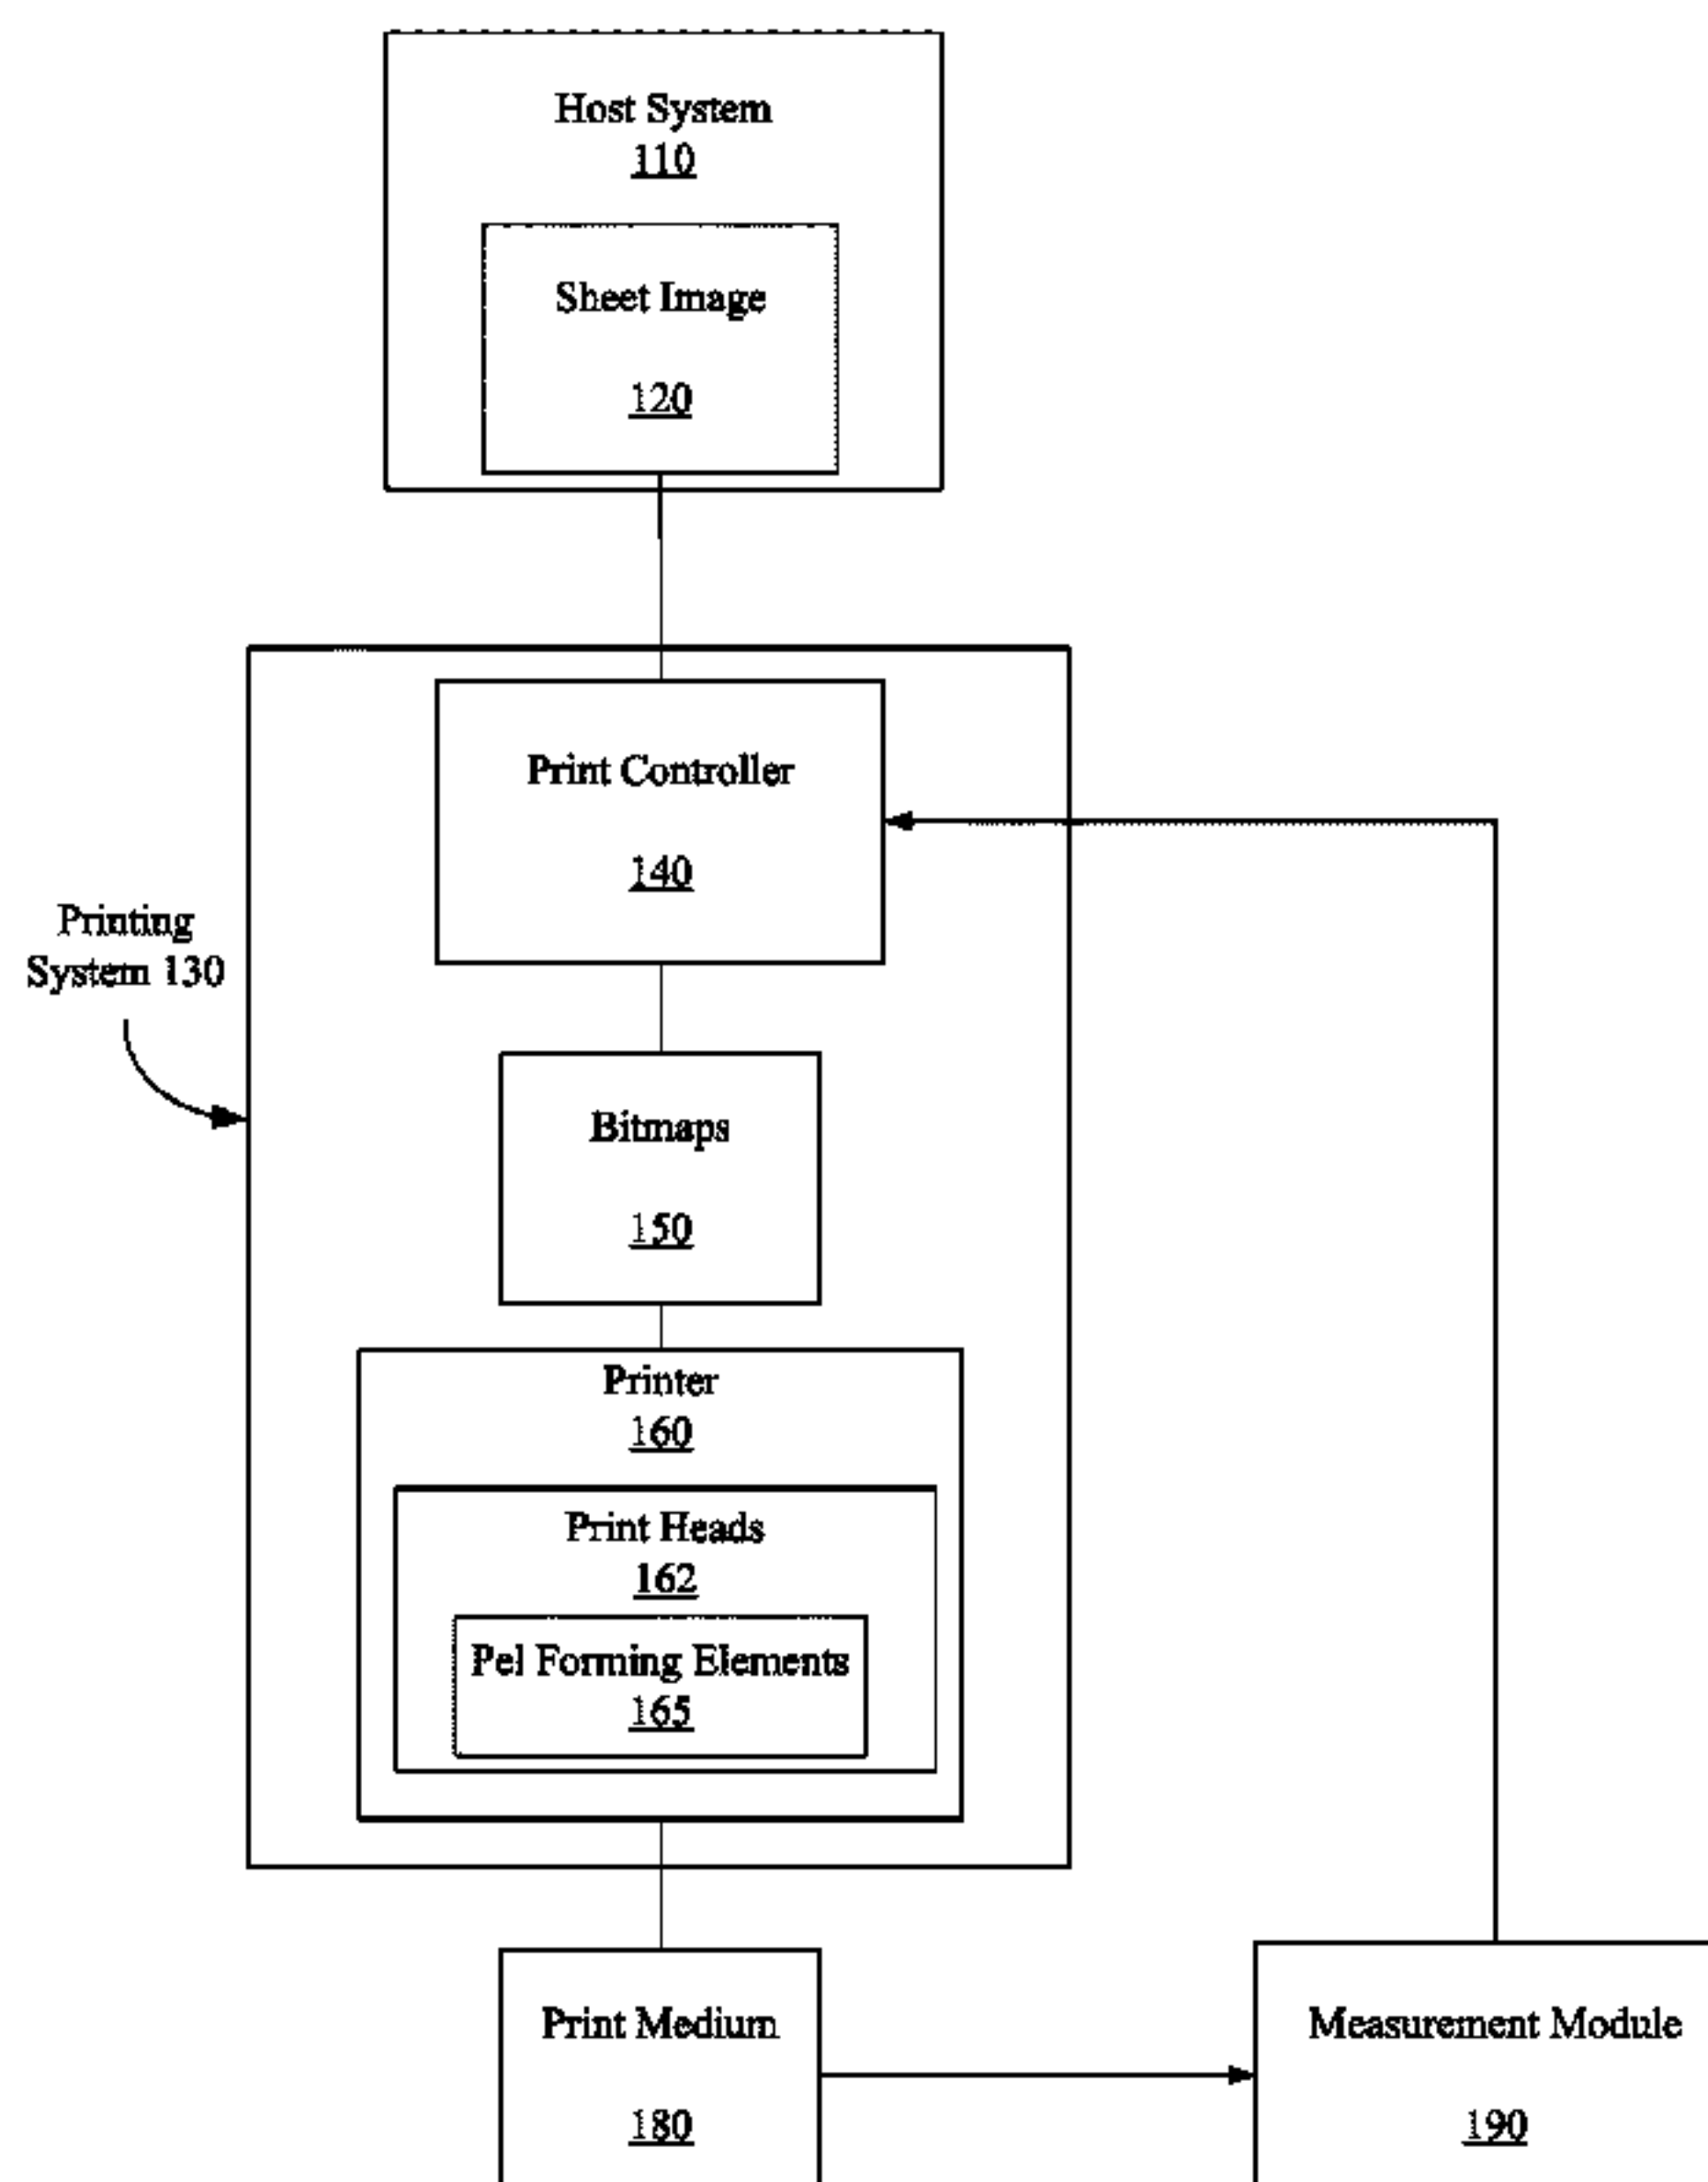 Host System
110
Sheet Image
120
Print Controller
140
Printing
System 130
Bitmaps
150
Printer
160
Print Heads
162
Pel Forming Elements
165
Print Medium
180
Measurement Module
190